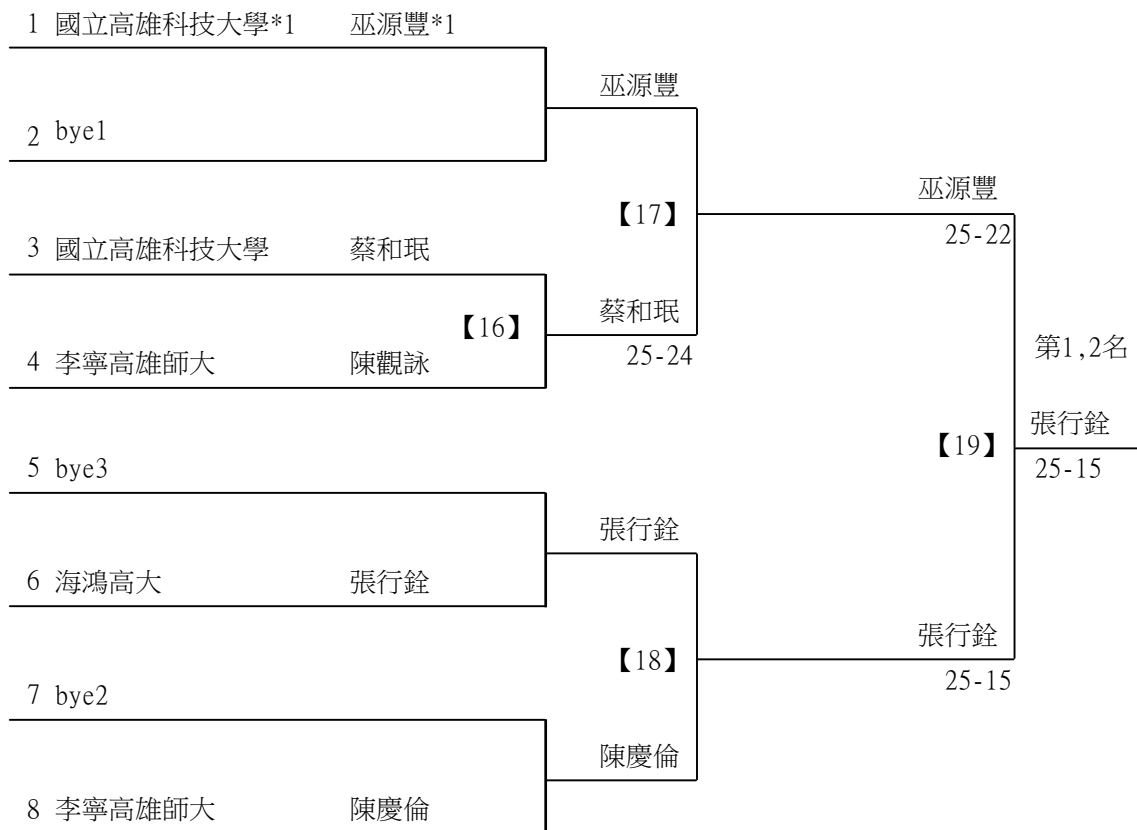 1 國立高雄科技大學*1 巫源豐*1
巫源豐
2 bye1
巫源豐
【17】
25-22
3 國立高雄科技大學 蔡和珉
蔡和珉
【16】
25-24
4 李寧高雄師大 陳觀詠
第1,2名
張行銓
【19】
25-15
5 bye3
張行銓
6 海鴻高大 張行銓
張行銓
【18】
25-15
7 bye2
陳慶倫
8 李寧高雄師大 陳慶倫